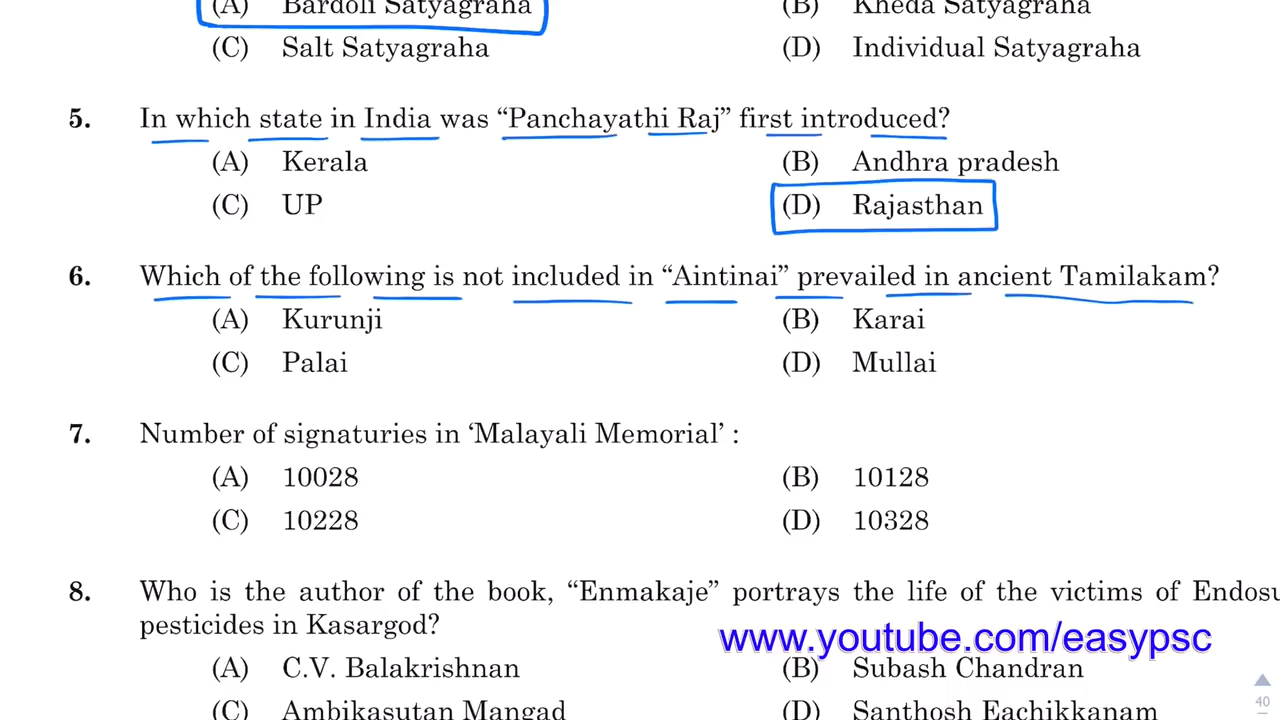 (A) Bardoli Satyagraha (B) Kheda Satyagraha
(C) Salt Satyagraha (D) Individual Satyagraha
5. In which state in India was “Panchayathi Raj” first introduced?
(A) Kerala (B) Andhra pradesh
(C) UP (D) Rajasthan
6. Which of the following is not included in “Aintinai” prevailed in ancient Tamilakam?
(A) Kurunji (B) Karai
(C) Palai (D) Mullai
7. Number of signaturies in ‘Malayali Memorial’ :
(A) 10028 (B) 10128
(C) 10228 (D) 10328
8. Who is the author of the book, “Enmakaje” portrays the life of the victims of Endosu
pesticides in Kasargod?
www.youtube.com/easypsc
(A) C.V. Balakrishnan (B) Subash Chandran
(C) Ambikasutan Mangad (D) Santhosh Eachikkanam
40